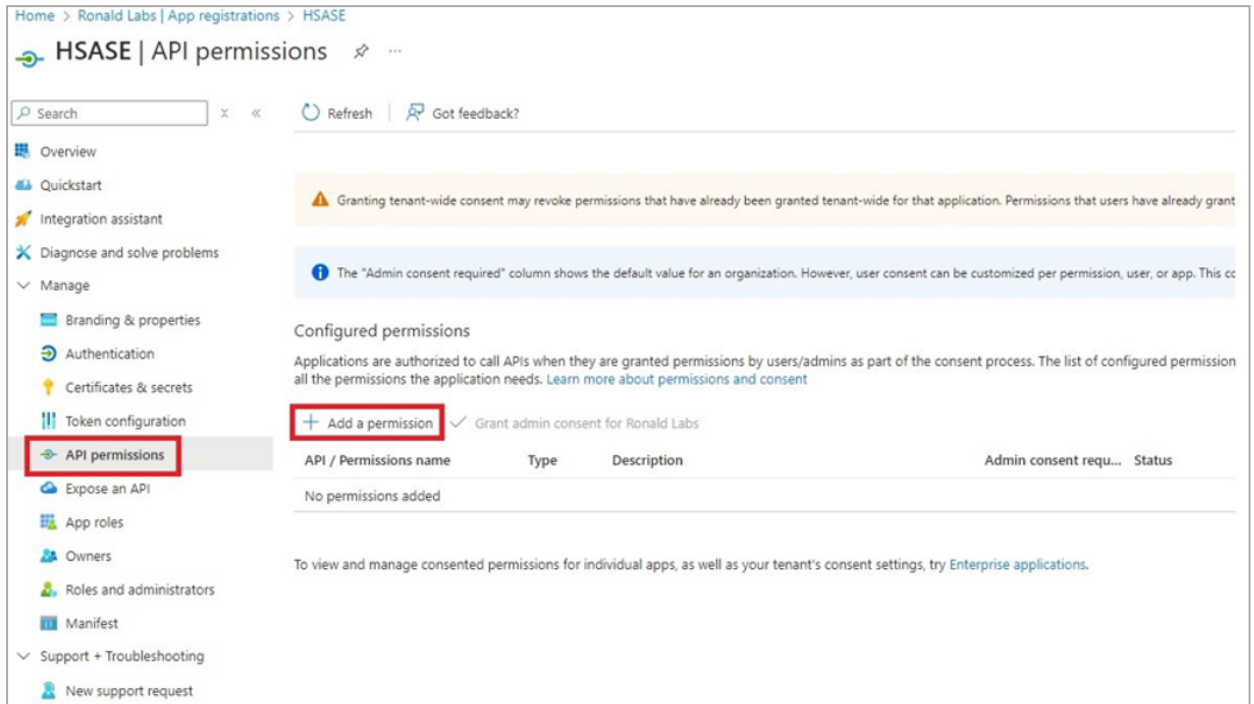 Home > Ronald Labs | App registrations > HSASE
HSASE | API permissions
Search
Refresh
Got feedback?
Overview
Quickstart
Integration assistant
Diagnose and solve problems
Manage
Branding & properties
Authentication
Certificates & secrets
Token configuration
API permissions
Expose an API
App roles
Owners
Roles and administrators
Manifest
Support + Troubleshooting
New support request
Granting tenant-wide consent may revoke permissions that have already been granted tenant-wide for that application. Permissions that users have already grant
The "Admin consent required" column shows the default value for an organization. However, user consent can be customized per permission, user, or app. This co
Configured permissions
Applications are authorized to call APIs when they are granted permissions by users/admins as part of the consent process. The list of configured permission
all the permissions the application needs. Learn more about permissions and consent
Add a permission
Grant admin consent for Ronald Labs
API / Permissions name Type Description Admin consent requ... Status
No permissions added
To view and manage consented permissions for individual apps, as well as your tenant's consent settings, try Enterprise applications.